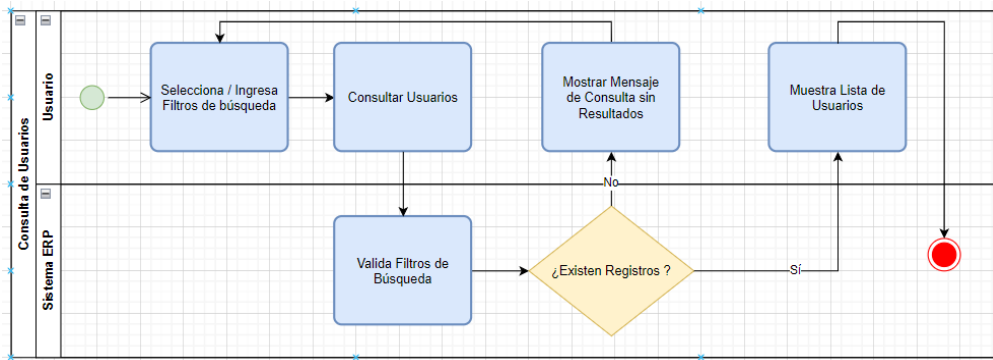 Consulta de Usuarios
Usuario
Selecciona / Ingresa
Filtros de búsqueda
Consultar Usuarios
Mostrar Mensaje
de Consulta sin
Resultados
Muestra Lista de
Usuarios
No
Sistema ERP
Valida Filtros de
Búsqueda
¿Existen Registros ?
Sí